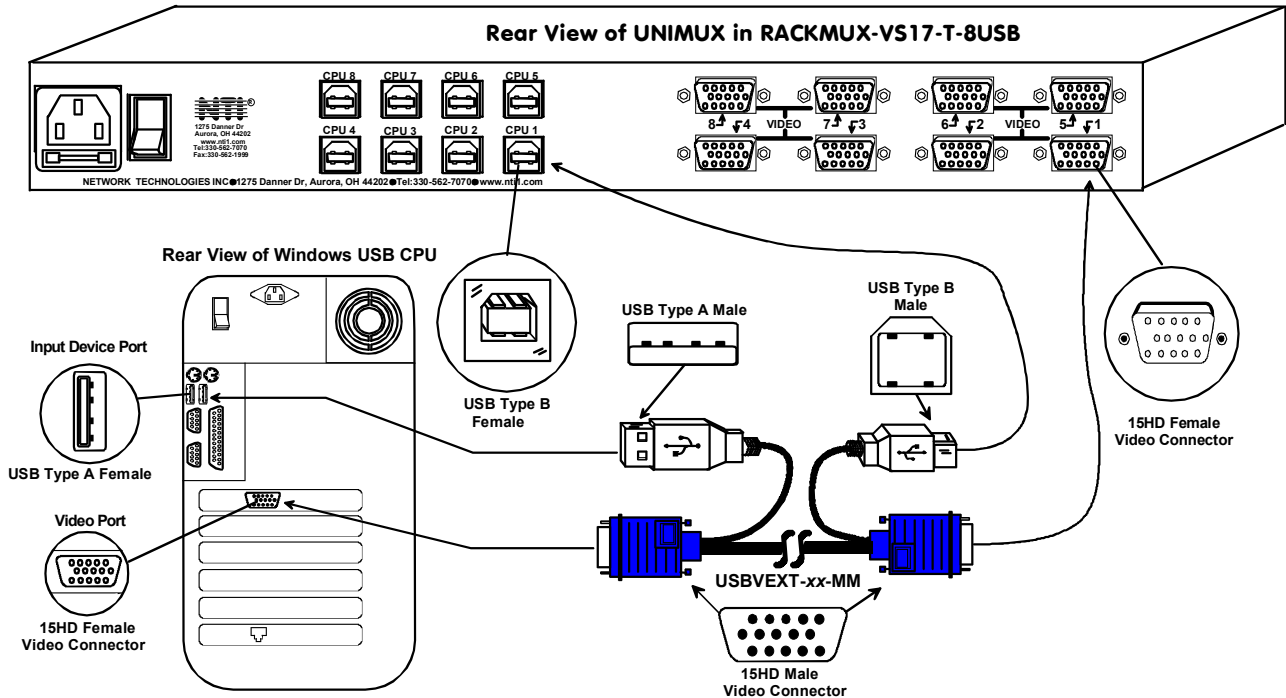 Rear View of UNIMUX in RACKMUX-VS17-T-8USB
CPU 8 CPU 7 CPU 6 CPU 5
NTI®
1275 Danner Dr
Aurora, OH 44202
www.nti1.com
Tel:330-562-7070
Fax:330-562-1999
CPU 4 CPU 3 CPU 2 CPU 1
8 4 VIDEO 7 3 6 2 VIDEO 5 1
NETWORK TECHNOLOGIES INC●1275 Danner Dr, Aurora, OH 44202●Tel:330-562-7070●www.nti1.com
Rear View of Windows USB CPU
Input Device Port
USB Type A Female
Video Port
15HD Female
Video Connector
USB Type B
Female
USB Type A Male
USB Type B
Male
15HD Female
Video Connector
USBVEXT-xx-MM
15HD Male
Video Connector